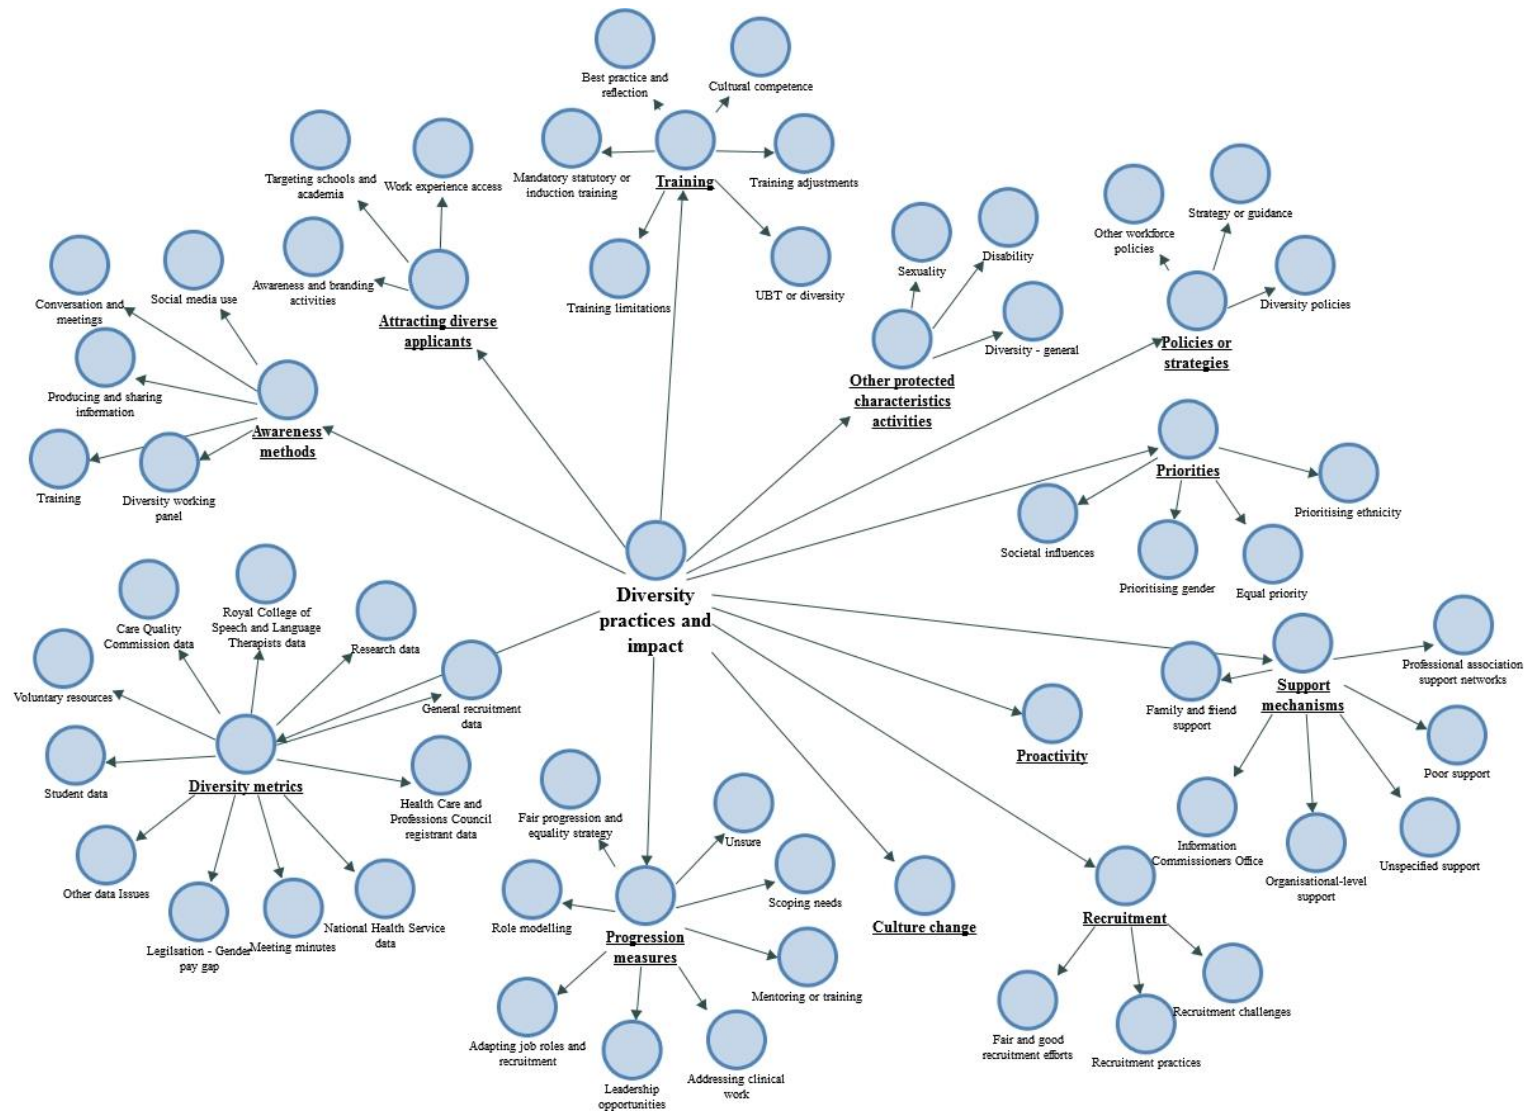 Best practice and
reflection
Cultural competence
Mandatory statutory or
induction training
Training
Training adjustments
Training limitations
UBT or diversity
Targeting schools and
academia
Work experience access
Awareness and branding
activities
Attracting diverse
applicants
Conversation and
meetings
Social media use
Producing and sharing
information
Awareness
methods
Training
Diversity working
panel
Sexuality
Disability
Diversity - general
Other protected
characteristics
activities
Other workforce
policies
Strategy or guidance
Diversity policies
Policies or
strategies
Priorities
Prioritising ethnicity
Societal influences
Prioritising gender
Equal priority
Diversity
practices and
impact
Care Quality
Commission data
Royal College of
Speech and Language
Therapists data
Research data
Voluntary resources
General recruitment
data
Student data
Diversity metrics
Health Care and
Professions Council
registrant data
Other data Issues
Legilsation - Gender
pay gap
Meeting minutes
National Health Service
data
Fair progression and
equality strategy
Unsure
Role modelling
Scoping needs
Progression
measures
Mentoring or training
Adapting job roles and
recruitment
Leadership
opportunities
Addressing clinical
work
Culture change
Proactivity
Professional association
support networks
Family and friend
support
Support
mechanisms
Poor support
Information
Commissioners Office
Organisational-level
support
Unspecified support
Recruitment
Recruitment challenges
Fair and good
recruitment efforts
Recruitment practices